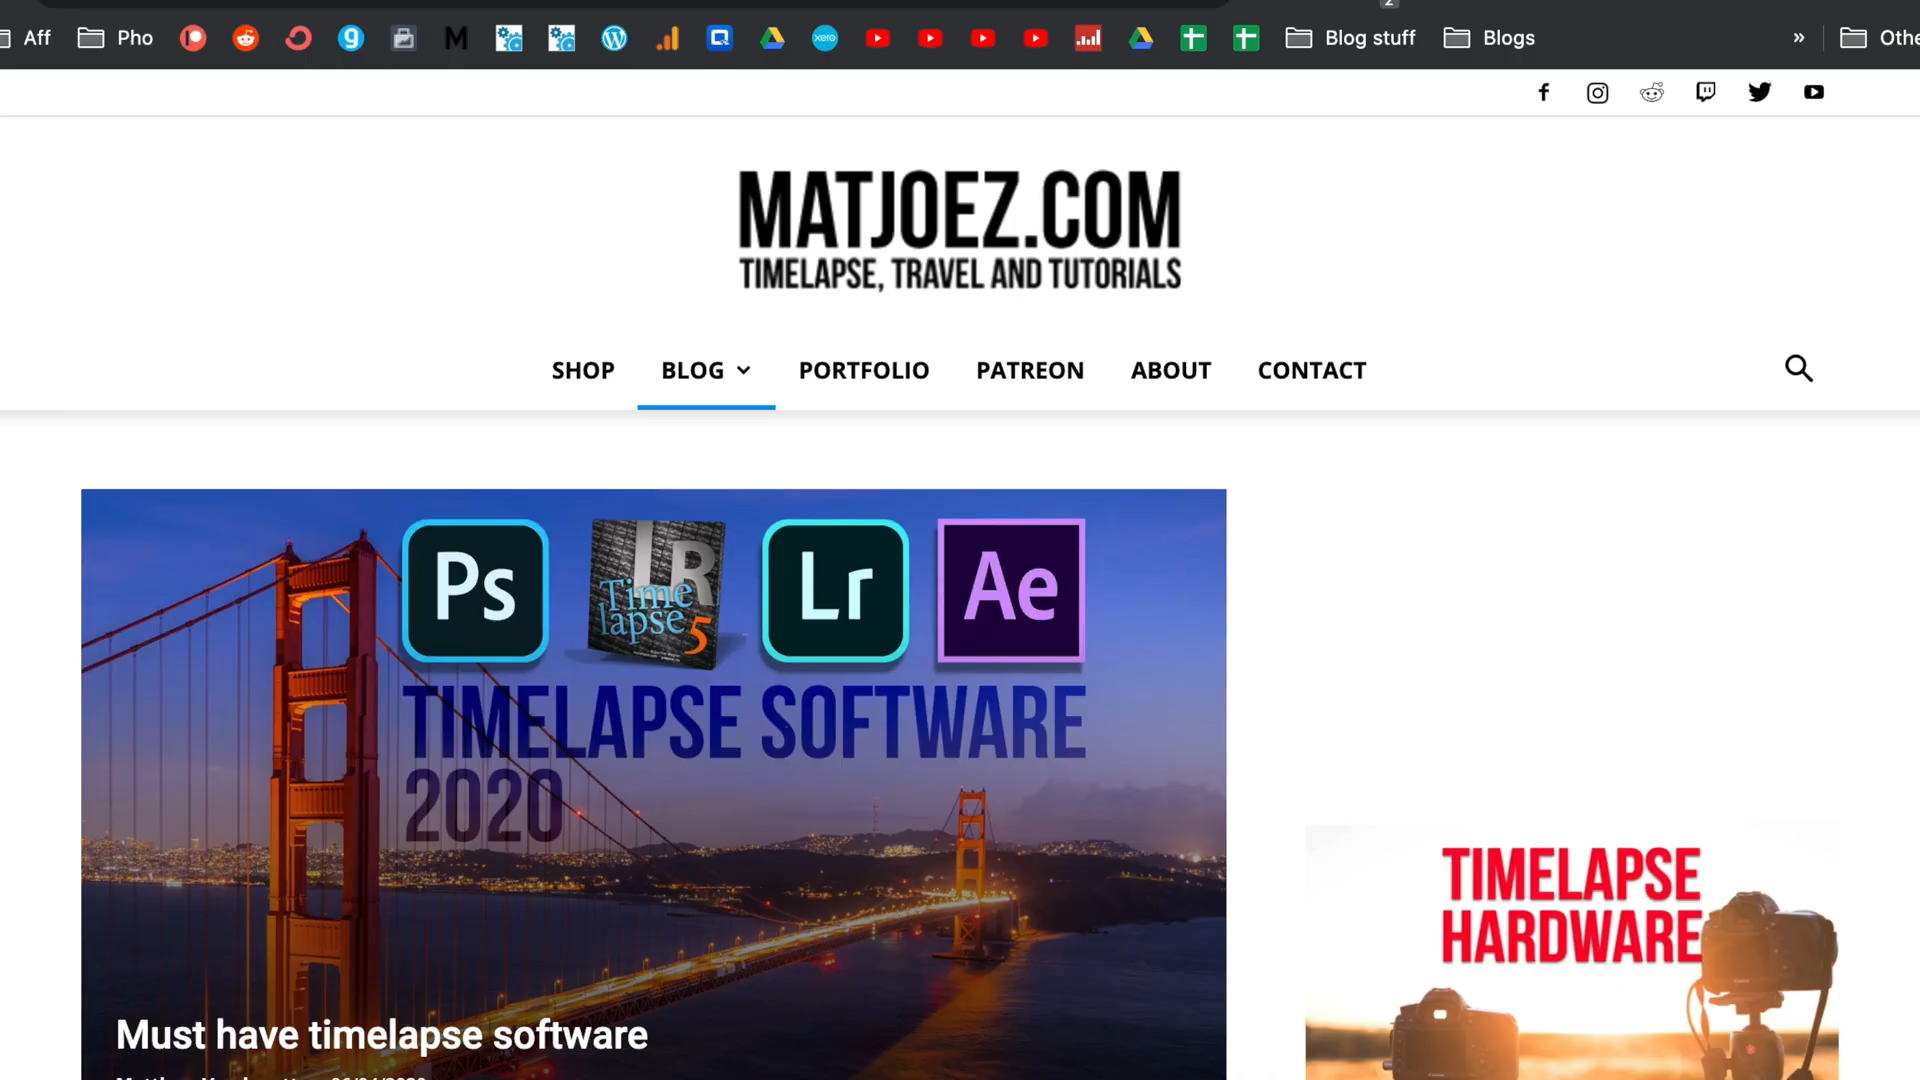 Aff Pho M xero Blog stuff Blogs »
MATJOEZ.COM
TIMELAPSE, TRAVEL AND TUTORIALS
SHOP BLOG PORTFOLIO PATREON ABOUT CONTACT
Ps LR Time lapse 5 Lr Ae
TIMELAPSE SOFTWARE
2020
TIMELAPSE
HARDWARE
Must have timelapse software